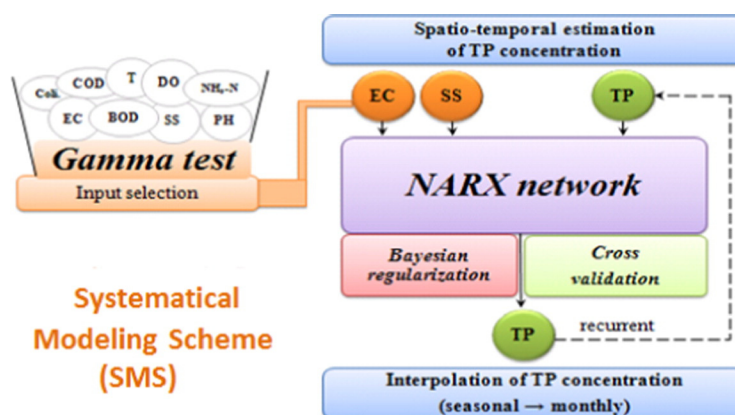 Spatio-temporal estimation
of TP concentration
Coli
COD
T
DO
NH₃-N
EC
BOD
SS
PH
Gamma test
Input selection
EC
SS
TP
NARX network
Bayesian
regularization
Cross
validation
TP
recurrent
Systematical
Modeling Scheme
(SMS)
Interpolation of TP concentration
(seasonal → monthly)